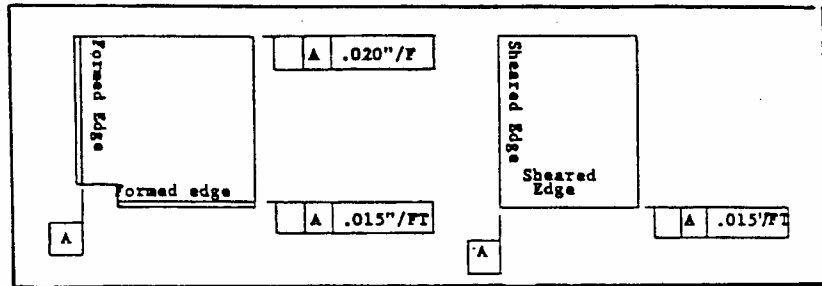 Formed Edge
A .020"/F
Formed edge
A .015"/FT
A
Sheared Edge
Sheared
Edge
A .015'/FT
A